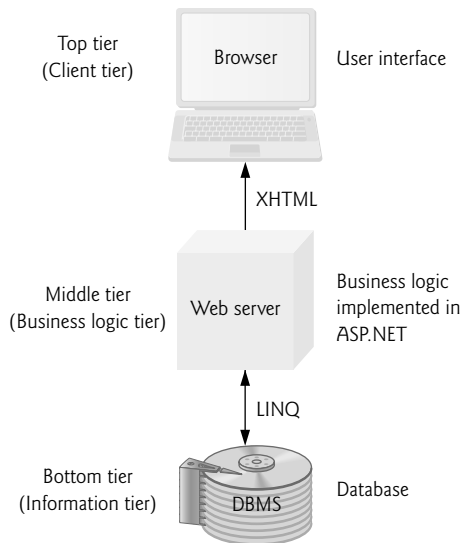 Top tier
(Client tier)
Browser
User interface
XHTML
Middle tier
(Business logic tier)
Web server
Business logic
implemented in
ASP.NET
LINQ
Bottom tier
(Information tier)
DBMS
Database